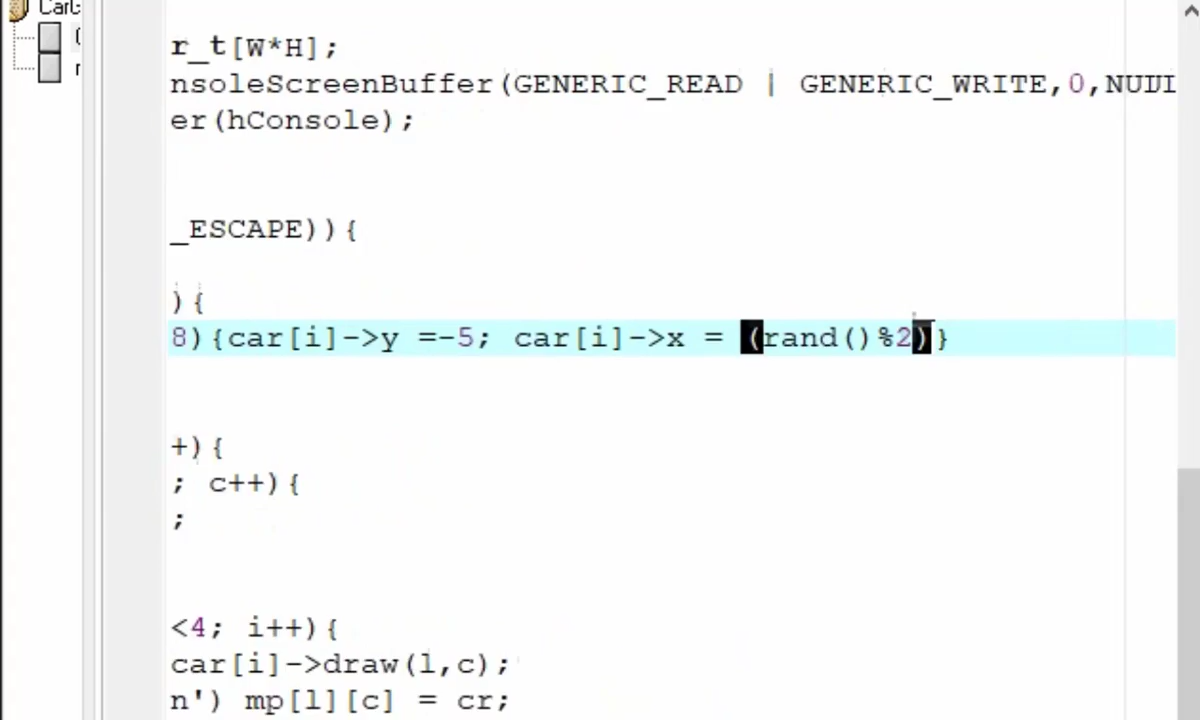 CarG
r_t[W*H];
nsoleScreenBuffer(GENERIC_READ | GENERIC_WRITE,0,NULL
er(hConsole);
_ESCAPE)){
){
8){car[i]->y =-5; car[i]->x = (rand()%2)}
+){
; c++){
;
<4; i++){
car[i]->draw(l,c);
n') mp[l][c] = cr;